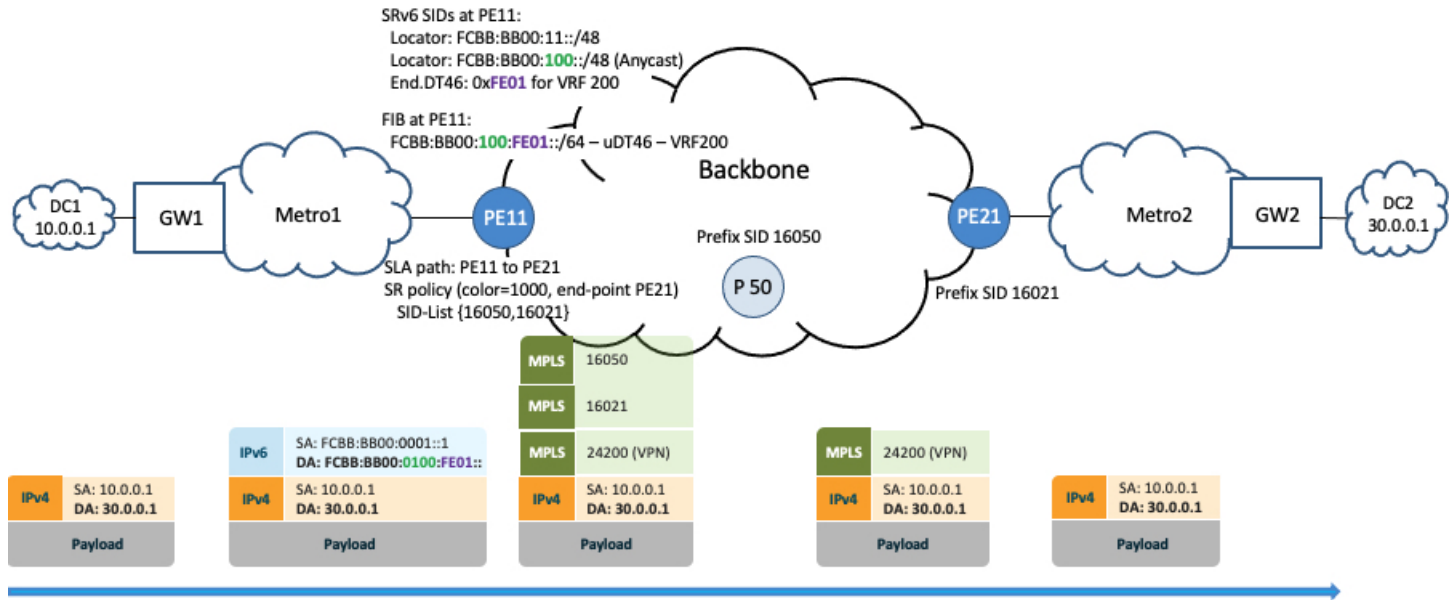 SRv6 SIDs at PE11:
Locator: FCBB:BB00:11::/48
Locator: FCBB:BB00:100::/48 (Anycast)
End.DT46: 0xFE01 for VRF 200
FIB at PE11:
FCBB:BB00:100:FE01::/64 – uDT46 – VRF200
Backbone
DC1
10.0.0.1
GW1
Metro1
PE11
PE21
Metro2
GW2
DC2
30.0.0.1
Prefix SID 16050
P 50
Prefix SID 16021
SLA path: PE11 to PE21
SR policy (color=1000, end-point PE21)
SID-List {16050,16021}
IPv4
SA: 10.0.0.1
DA: 30.0.0.1
Payload
IPv6
SA: FCBB:BB00:0001::1
DA: FCBB:BB00:0100:FE01::
IPv4
SA: 10.0.0.1
DA: 30.0.0.1
Payload
MPLS 16050
MPLS 16021
MPLS 24200 (VPN)
IPv4
SA: 10.0.0.1
DA: 30.0.0.1
Payload
MPLS 24200 (VPN)
IPv4
SA: 10.0.0.1
DA: 30.0.0.1
Payload
IPv4
SA: 10.0.0.1
DA: 30.0.0.1
Payload